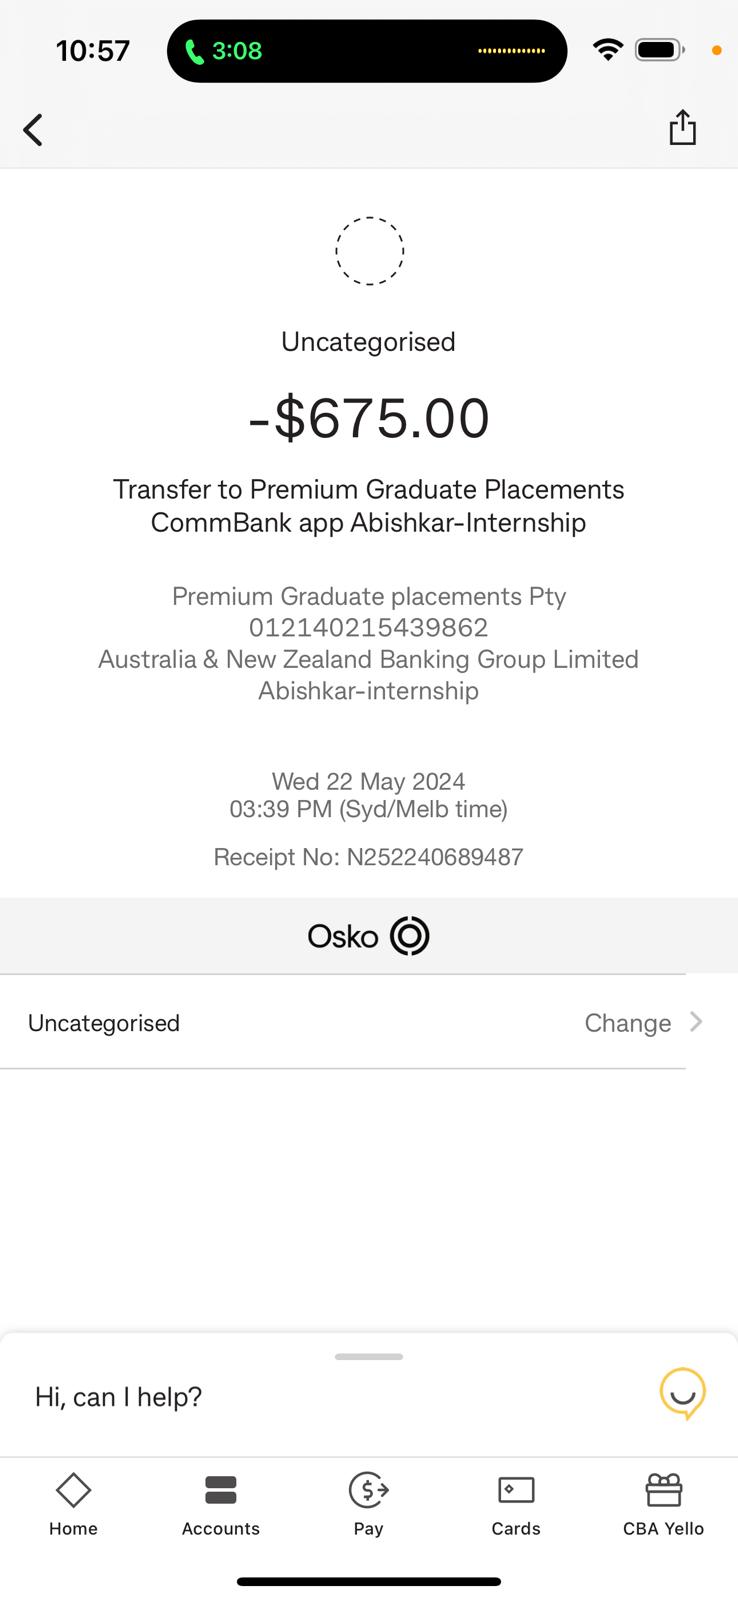 10:57
3:08
Uncategorised
-$675.00
Transfer to Premium Graduate Placements
CommBank app Abishkar-Internship
Premium Graduate placements Pty
012140215439862
Australia & New Zealand Banking Group Limited
Abishkar-internship
Wed 22 May 2024
03:39 PM (Syd/Melb time)
Receipt No: N252240689487
Osko
Uncategorised Change
Hi, can I help?
Home Accounts Pay Cards CBA Yello